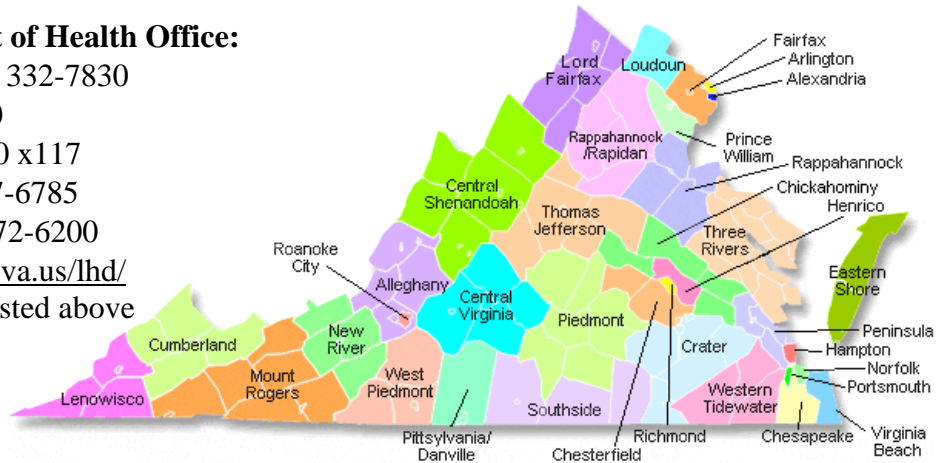 t of Health Office:
332-7830
)
0 x117
7-6785
72-6200
va.us/lhd/
sted above
Fairfax
Arlington
Alexandria
Lord
Fairfax
Loudoun
Prince
William
Rappahannock
/Rapidan
Rappahannock
Chickahominy
Henrico
Central
Shenandoah
Thomas
Jefferson
Three
Rivers
Roanoke
City
Alleghany
Eastern
Shore
Central
Virginia
Piedmont
Peninsula
Cumberland
New
River
Crater
Hampton
Norfolk
Portsmouth
Mount
Rogers
West
Piedmont
Western
Tidewater
Lenowisco
Southside
Pittsylvania/
Danville
Chesterfield
Richmond
Chesapeake
Virginia
Beach